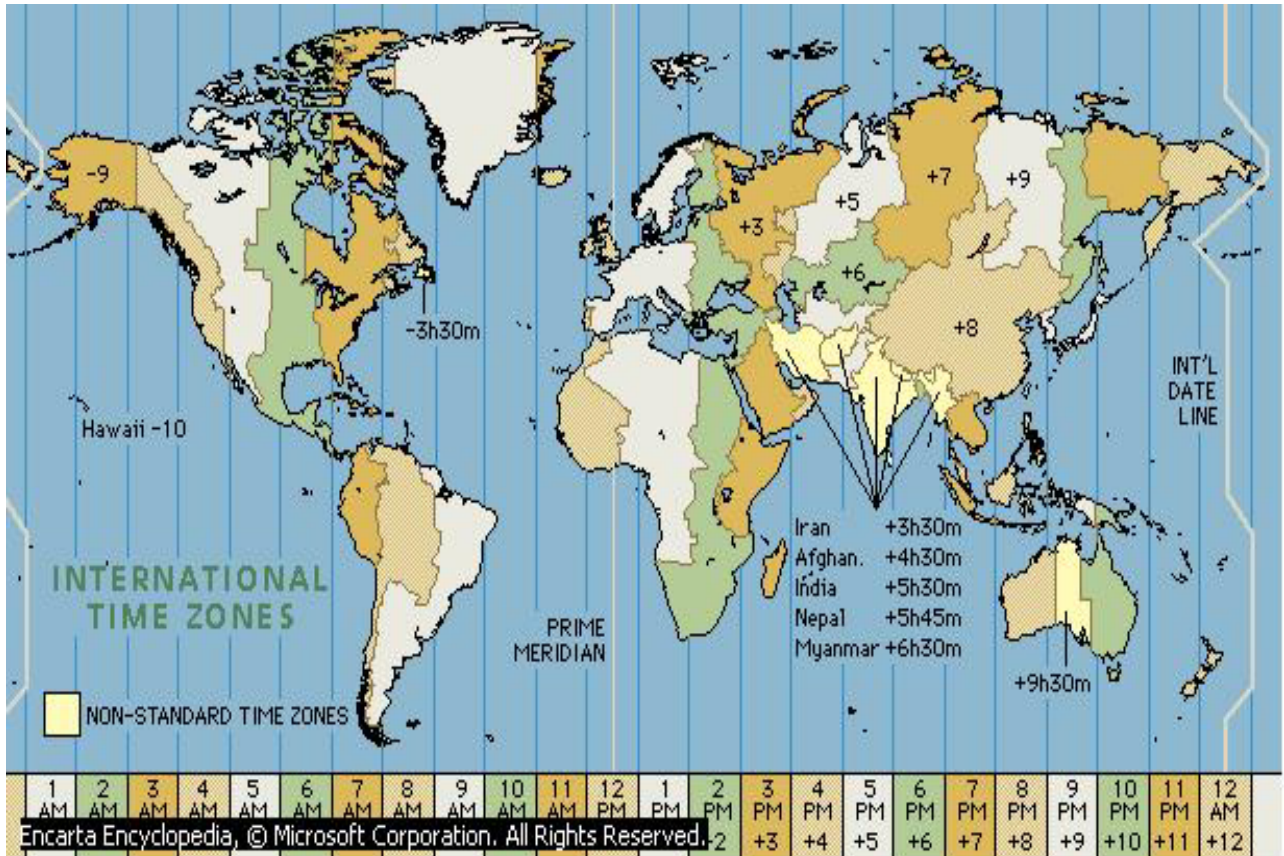 -9
+3
+5
+7
+9
+6
+8
-3h30m
Hawaii -10
INT'L
DATE
LINE
Iran +3h30m
Afghan. +4h30m
India +5h30m
Nepal +5h45m
Myanmar +6h30m
INTERNATIONAL
TIME ZONES
PRIME
MERIDIAN
+9h30m
NON-STANDARD TIME ZONES
1 2 3 4 5 6 7 8 9 10 11 12 1 2 3 4 5 6 7 8 9 10 11 12
AM AM AM AM AM AM AM AM AM AM AM PM PM PM PM PM PM PM PM PM PM PM PM AM
Encarta Encyclopedia, © Microsoft Corporation. All Rights Reserved. -2 +3 +4 +5 +6 +7 +8 +9 +10 +11 +12